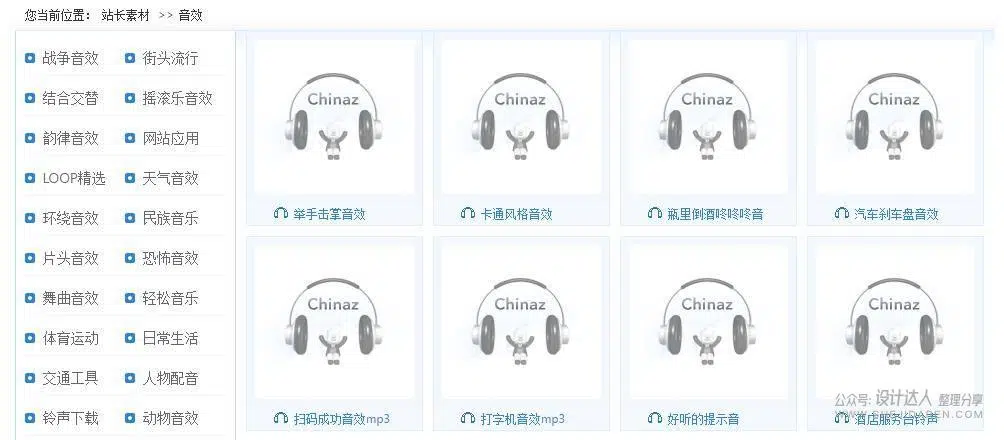 您当前位置： 站长素材 >> 音效
战争音效 街头流行
结合交替 摇滚乐音效
韵律音效 网站应用
LOOP精选 天气音效
环绕音效 民族音乐
片头音效 恐怖音效
舞曲音效 轻松音乐
体育运动 日常生活
交通工具 人物配音
铃声下载 动物音效
Chinaz Chinaz Chinaz Chinaz
举手击掌音效 卡通风格音效 瓶里倒酒咚咚咚音 汽车刹车盘音效
Chinaz Chinaz Chinaz Chinaz
扫码成功音效mp3 打字机音效mp3 好听的提示音 酒店服务台铃声
公众号: 设计达人 整理分享